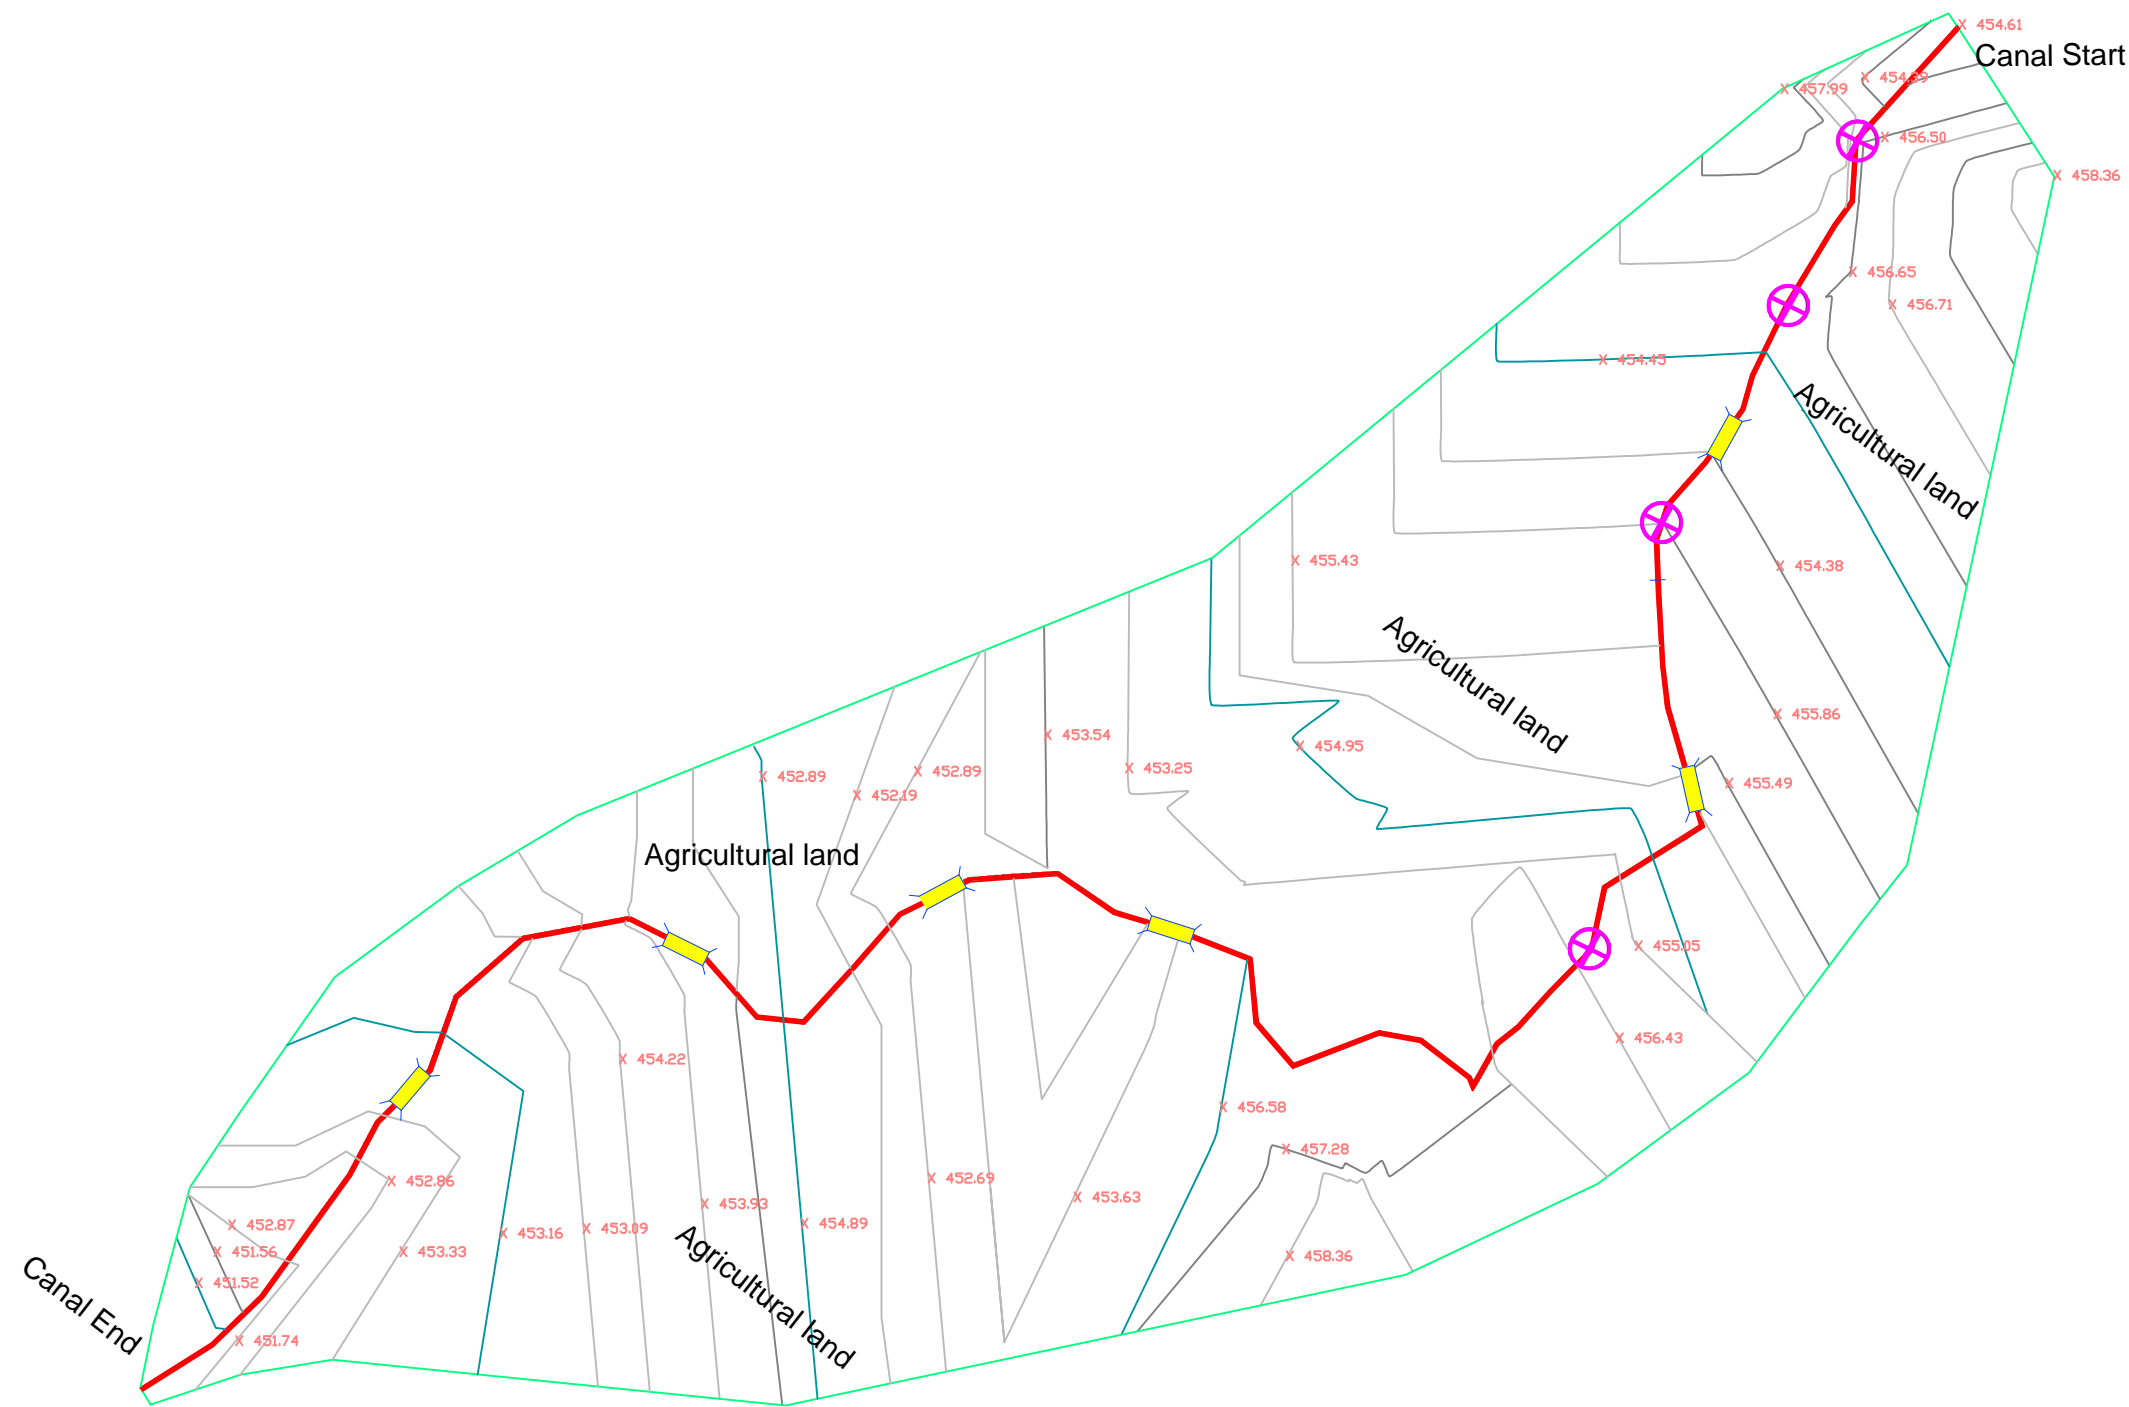 X 454.61
Canal Start
X 454.39
X 457.99
X 456.50
X 458.36
X 456.65
X 456.71
X 454.45
Agricultural land
X 455.43
X 454.38
Agricultural land
X 455.86
X 453.54
X 454.95
X 453.25
X 452.89
X 452.89
X 455.49
X 452.19
Agricultural land
X 455.05
X 456.43
X 454.22
X 456.58
X 457.28
X 452.86
X 452.69
X 453.63
X 453.93
X 454.89
X 452.87
X 453.09
X 453.16
X 451.56
X 453.33
X 458.36
Agricultural land
X 451.52
Canal End
X 451.74